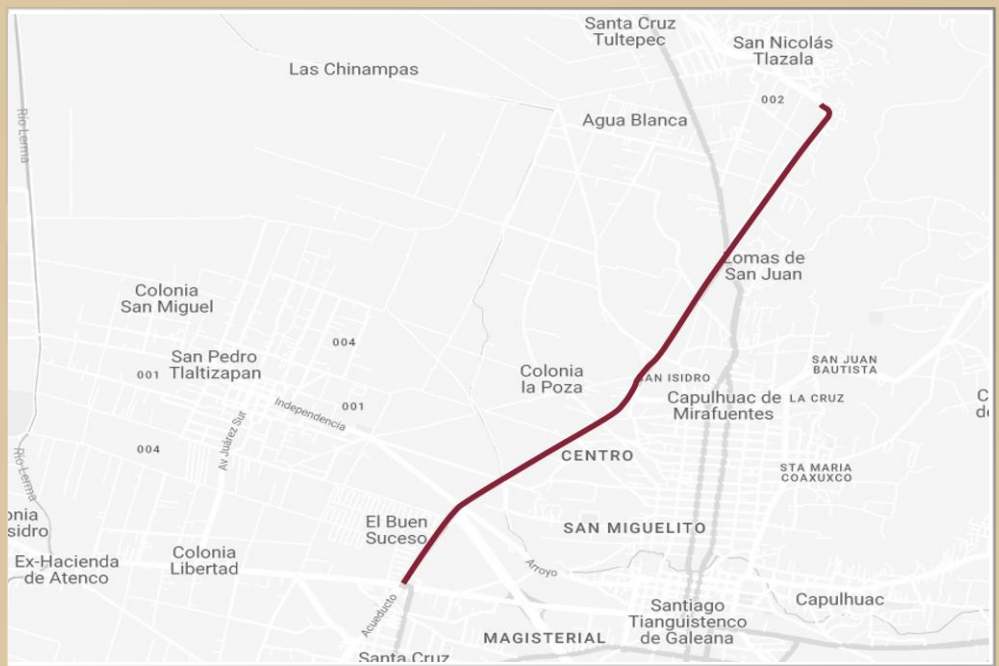 Santa Cruz
Tultepec
San Nicolás
Tlazala
Las Chinampas
002
Agua Blanca
Río Lerma
Lomas de
San Juan
Colonia
San Miguel
004
San Pedro
Tlaltizapan
001
Colonia
la Poza
SAN ISIDRO
SAN JUAN
BAUTISTA
Capulhuac de
Mirafuentes
LA CRUZ
C
de
Independencia
001
Av Juárez Sur
004
CENTRO
STA MARIA
COAXUXCO
Río Lerma
onia
sidro
El Buen
Suceso
SAN MIGUELITO
Ex-Hacienda
de Atenco
Colonia
Libertad
Arroyo
Acueducto
Santiago
Tianguistenco
de Galeana
Capulhuac
MAGISTERIAL
Santa Cruz